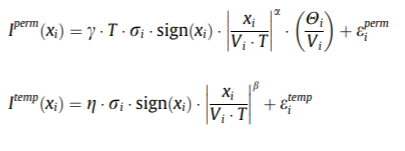 I^{perm}(x_i) = γ · T · σ_i · sign(x_i) · |x_i / (V_i · T)|^α · (Θ_i / V_i) + ε_i^{perm}
I^{temp}(x_i) = η · σ_i · sign(x_i) · |x_i / (V_i · T)|^β + ε_i^{temp}